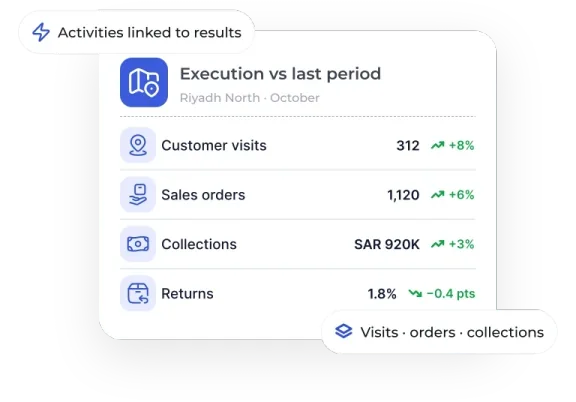 Activities linked to results
Execution vs last period
Riyadh North · October
Customer visits 312 +8%
Sales orders 1,120 +6%
Collections SAR 920K +3%
Returns 1.8% −0.4 pts
Visits · orders · collections